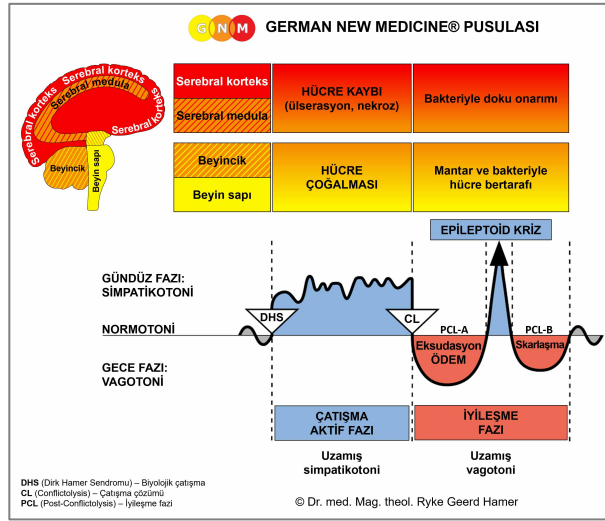 G N M
GERMAN NEW MEDICINE® PUSULASI
Serebral korteks
Serebral korteks
Serebral medula
Serebral korteks
Serebral korteks
Beyincik
Beyin sapı
Serebral korteks
Serebral medula
HÜCRE KAYBI
(ülserasyon, nekroz)
Bakteriyle doku onarımı
Beyincik
Beyin sapı
HÜCRE
ÇOĞALMASI
Mantar ve bakteriyle
hücre bertarafı
EPİLEPTOİD KRİZ
GÜNDÜZ FAZI:
SİMPATİKOTONİ
DHS
CL
NORMOTONİ
PCL-A
PCL-B
Eksudasyon
ÖDEM
Skarlaşma
GECE FAZI:
VAGOTONİ
ÇATIŞMA
AKTİF FAZI
İYİLEŞME
FAZI
Uzamış
simpatikotoni
Uzamış
vagotoni
DHS (Dirk Hamer Sendromu) – Biyolojik çatışma
CL (Conflictolysis) – Çatışma çözümü
PCL (Post-Conflictolysis) – İyileşme fazi
© Dr. med. Mag. theol. Ryke Geerd Hamer